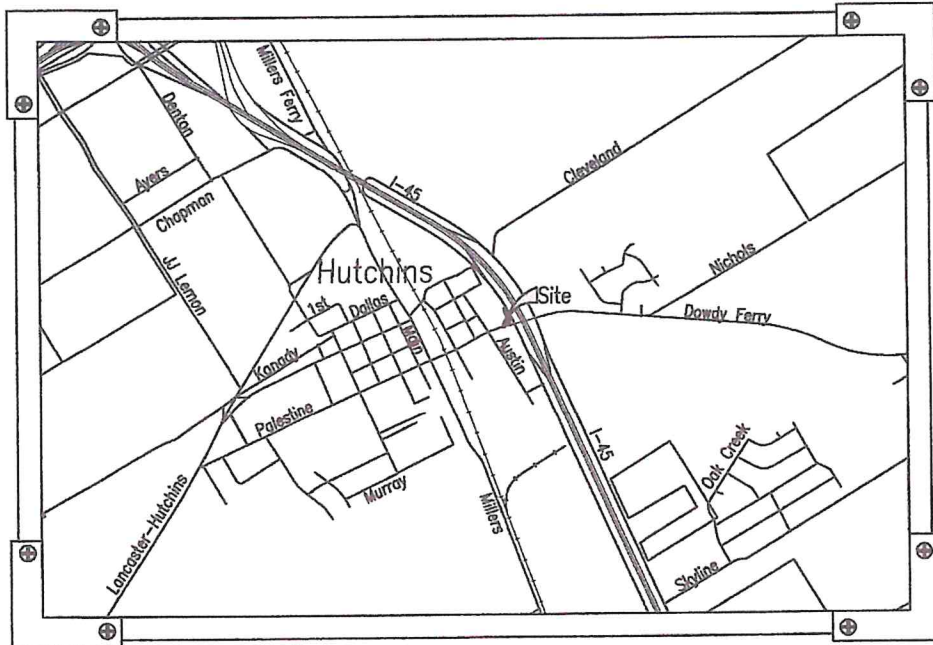 Millers Ferry
Denton
Ayers
Chapman
I-45
Cleveland
JJ Lemon
Hutchins
Nichols
1st
Dallas
Site
Dowdy Ferry
Kanady
Main
Austin
Palestine
I-45
Oak Creek
Murray
Millers
Lancaster-Hutchins
Skyline